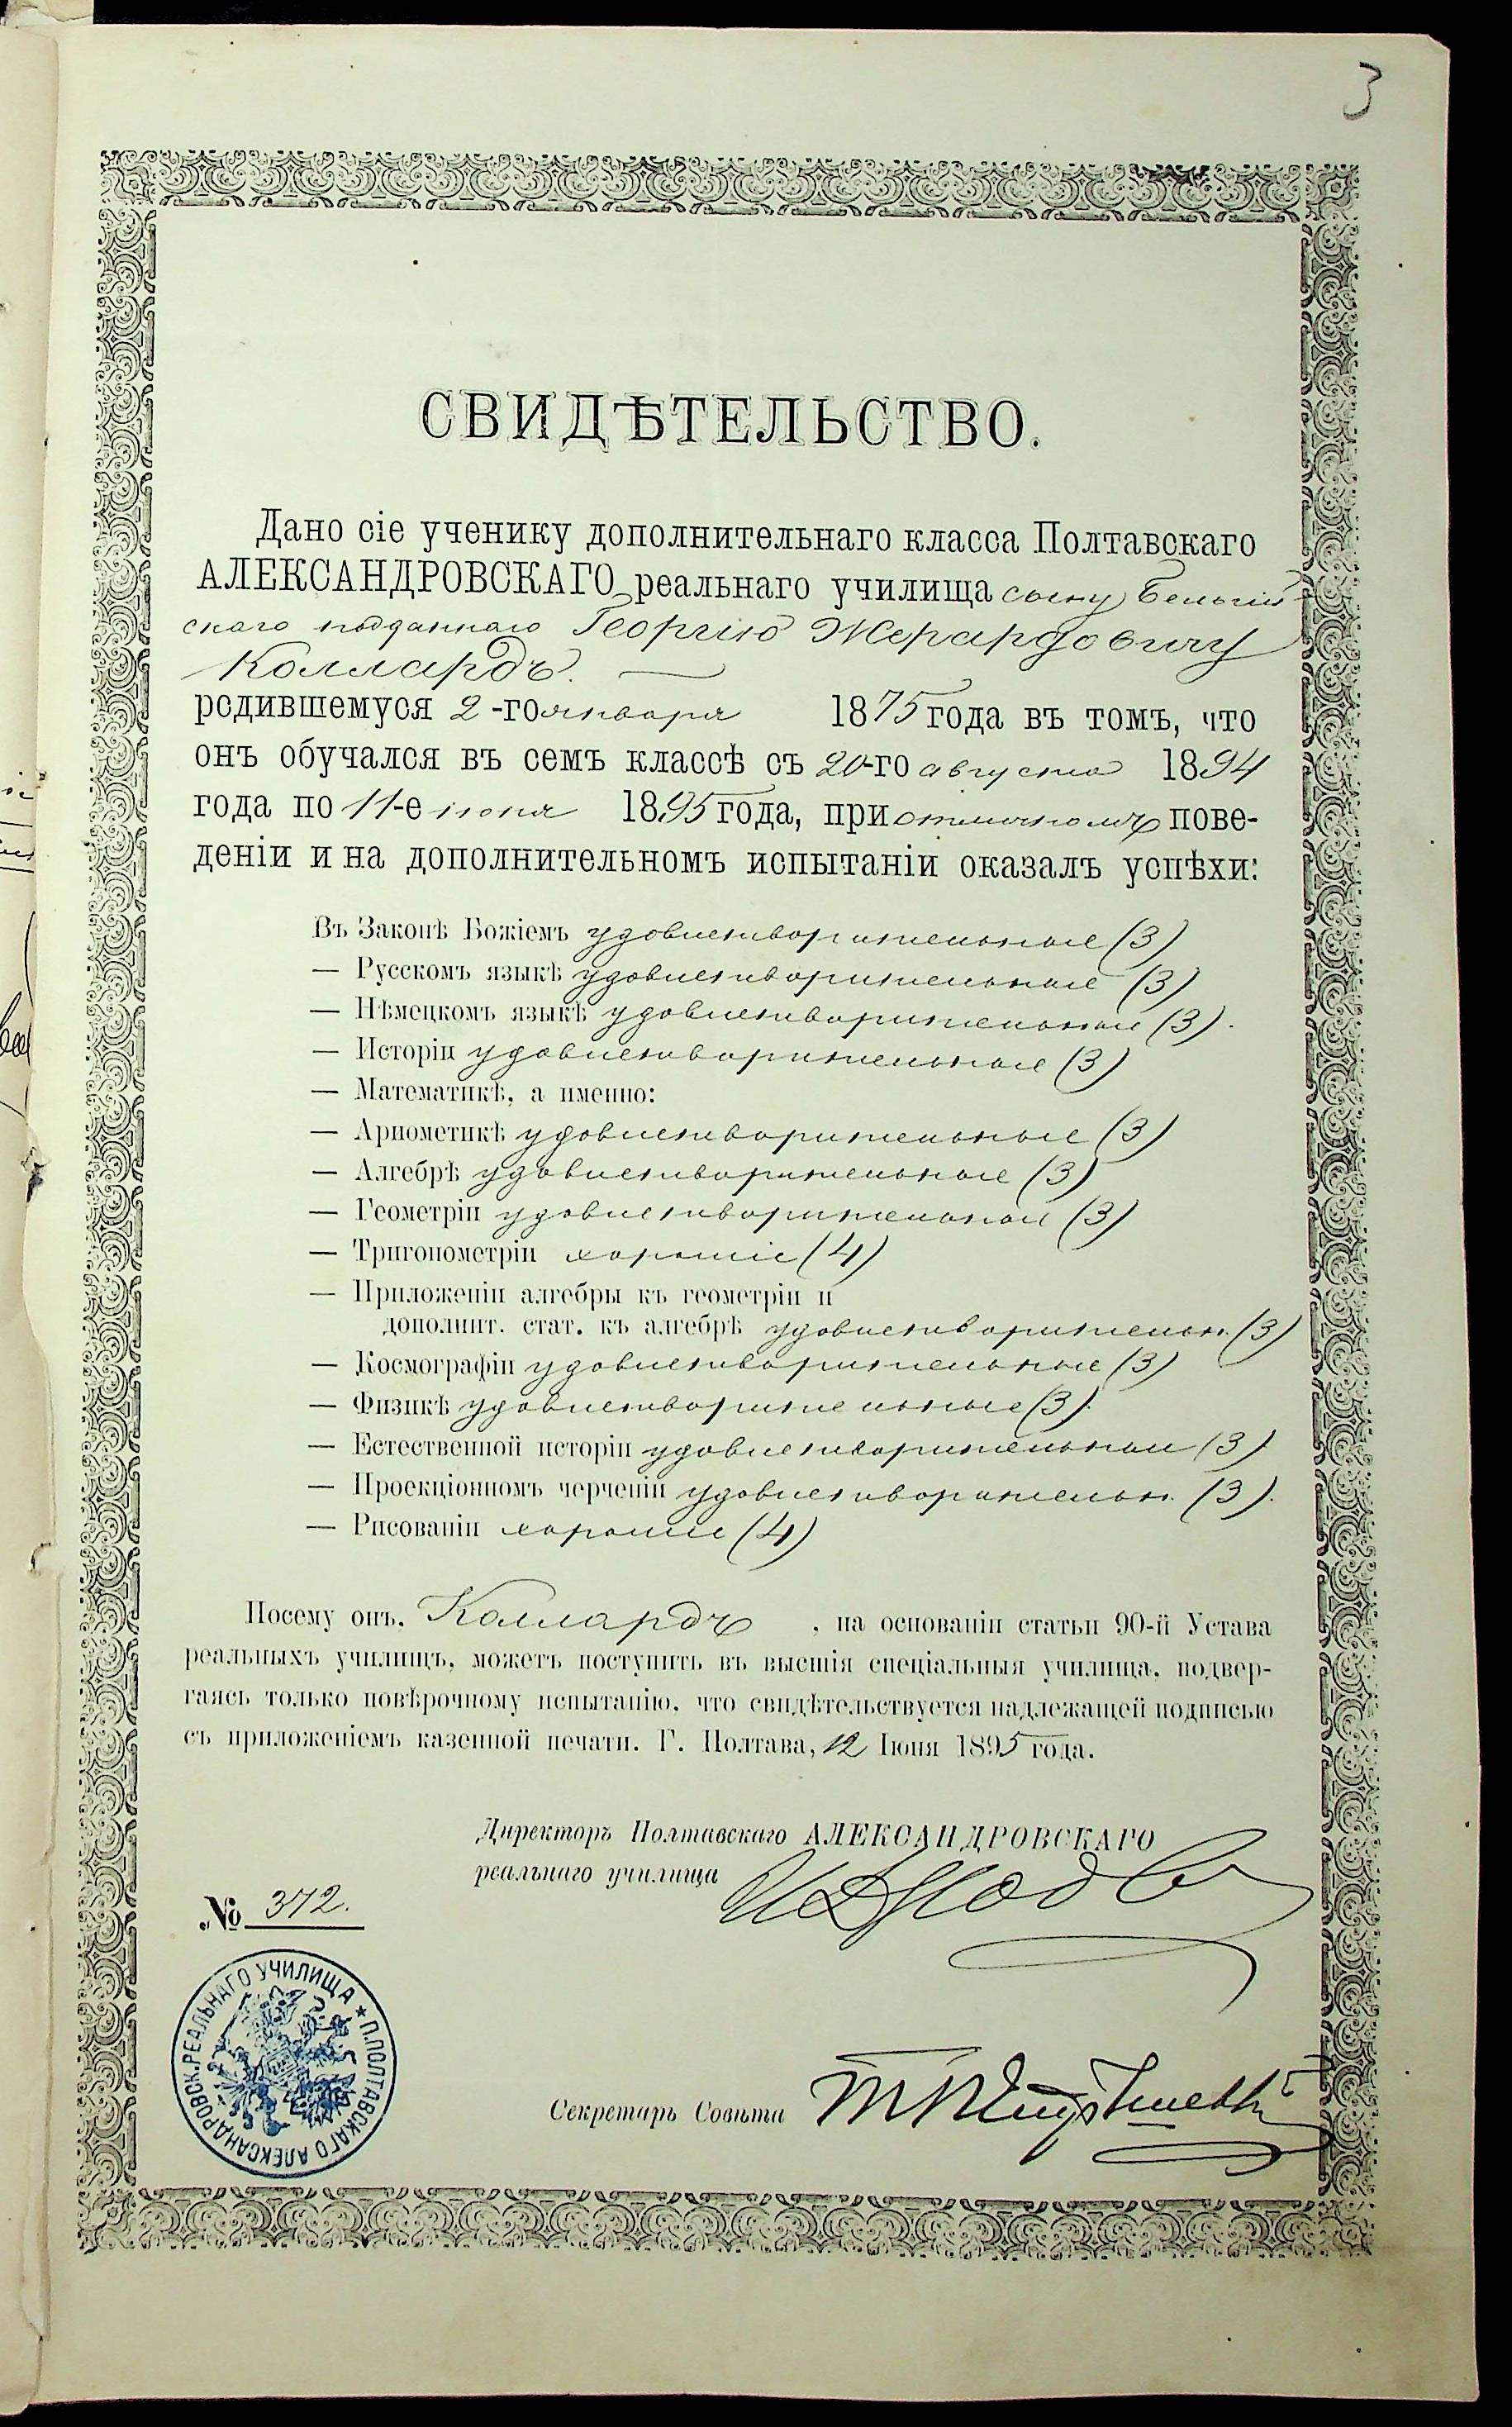 3
СВИДѢТЕЛЬСТВО.
Дано сіе ученику дополнительнаго класса Полтавскаго
АЛЕКСАНДРОВСКАГО реальнаго училища сыну Бельгій-
скаго подданнаго Георгію Жерардовичу
Коллардъ.
родившемуся 2-го января 1875 года въ томъ, что
онъ обучался въ семъ классѣ съ 20-го августа 1894
года по 11-е іюня 1895 года, при отличномъ пове-
деніи и на дополнительномъ испытаніи оказалъ успѣхи:
Въ Законѣ Божіемъ удовлетворительные (3)
— Русскомъ языкѣ удовлетворительные (3)
— Нѣмецкомъ языкѣ удовлетворительные (3).
— Исторіи удовлетворительные (3)
— Математикѣ, а именно:
— Ариѳметикѣ удовлетворительные (3)
— Алгебрѣ удовлетворительные (3)
— Геометріи удовлетворительные (3)
— Тригонометріи хорошіе (4)
— Приложеніи алгебры къ геометріи и
дополнит. стат. къ алгебрѣ удовлетворительн. (3)
— Космографіи удовлетворительные (3)
— Физикѣ удовлетворительные (3).
— Естественной исторіи удовлетворительные (3)
— Проекціонномъ черченіи удовлетворительн. (3).
— Рисованіи хорошіе (4)
Посему онъ, Коллардъ, на основаніи статьи 90-й Устава
реальныхъ училищъ, можетъ поступить въ высшія спеціальныя училища, подвер-
гаясь только повѣрочному испытанію, что свидѣтельствуется надлежащей подписью
съ приложеніемъ казенной печати. Г. Полтава, 12 Іюня 1895 года.
Директоръ Полтавскаго АЛЕКСАНДРОВСКАГО
реальнаго училища
№ 372.
П. ПОЛТАВСКАГО АЛЕКСАНДРОВСК. РЕАЛЬНАГО УЧИЛИЩА
Секретарь Совѣта